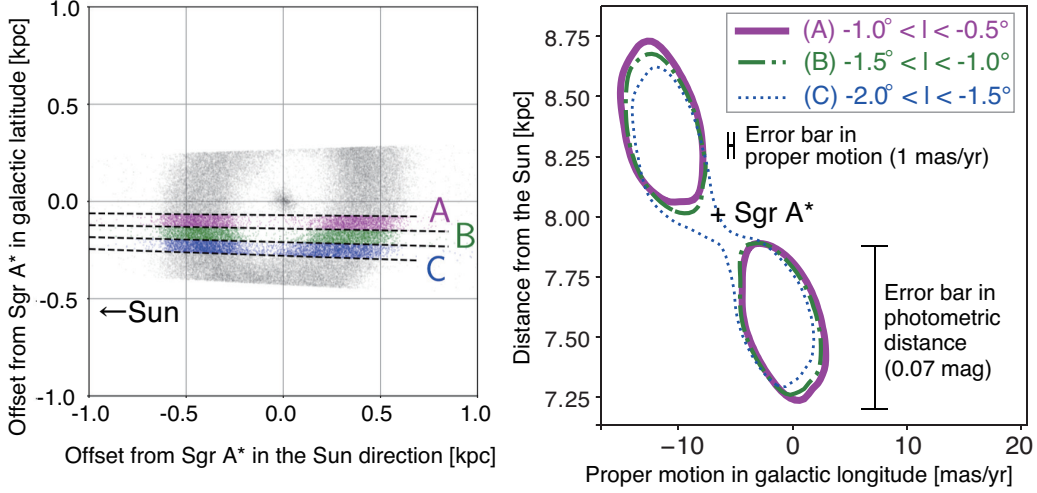 1.0
0.5
0.0
-0.5
-1.0
Offset from Sgr A* in galactic latitude [kpc]
A
B
C
←Sun
-1.0 -0.5 0.0 0.5 1.0
Offset from Sgr A* in the Sun direction [kpc]
8.75
8.50
8.25
8.00
7.75
7.50
7.25
Distance from the Sun [kpc]
(A) -1.0° < l < -0.5°
(B) -1.5° < l < -1.0°
(C) -2.0° < l < -1.5°
Error bar in
proper motion (1 mas/yr)
+ Sgr A*
Error bar in
photometric
distance
(0.07 mag)
−10 0 10 20
Proper motion in galactic longitude [mas/yr]